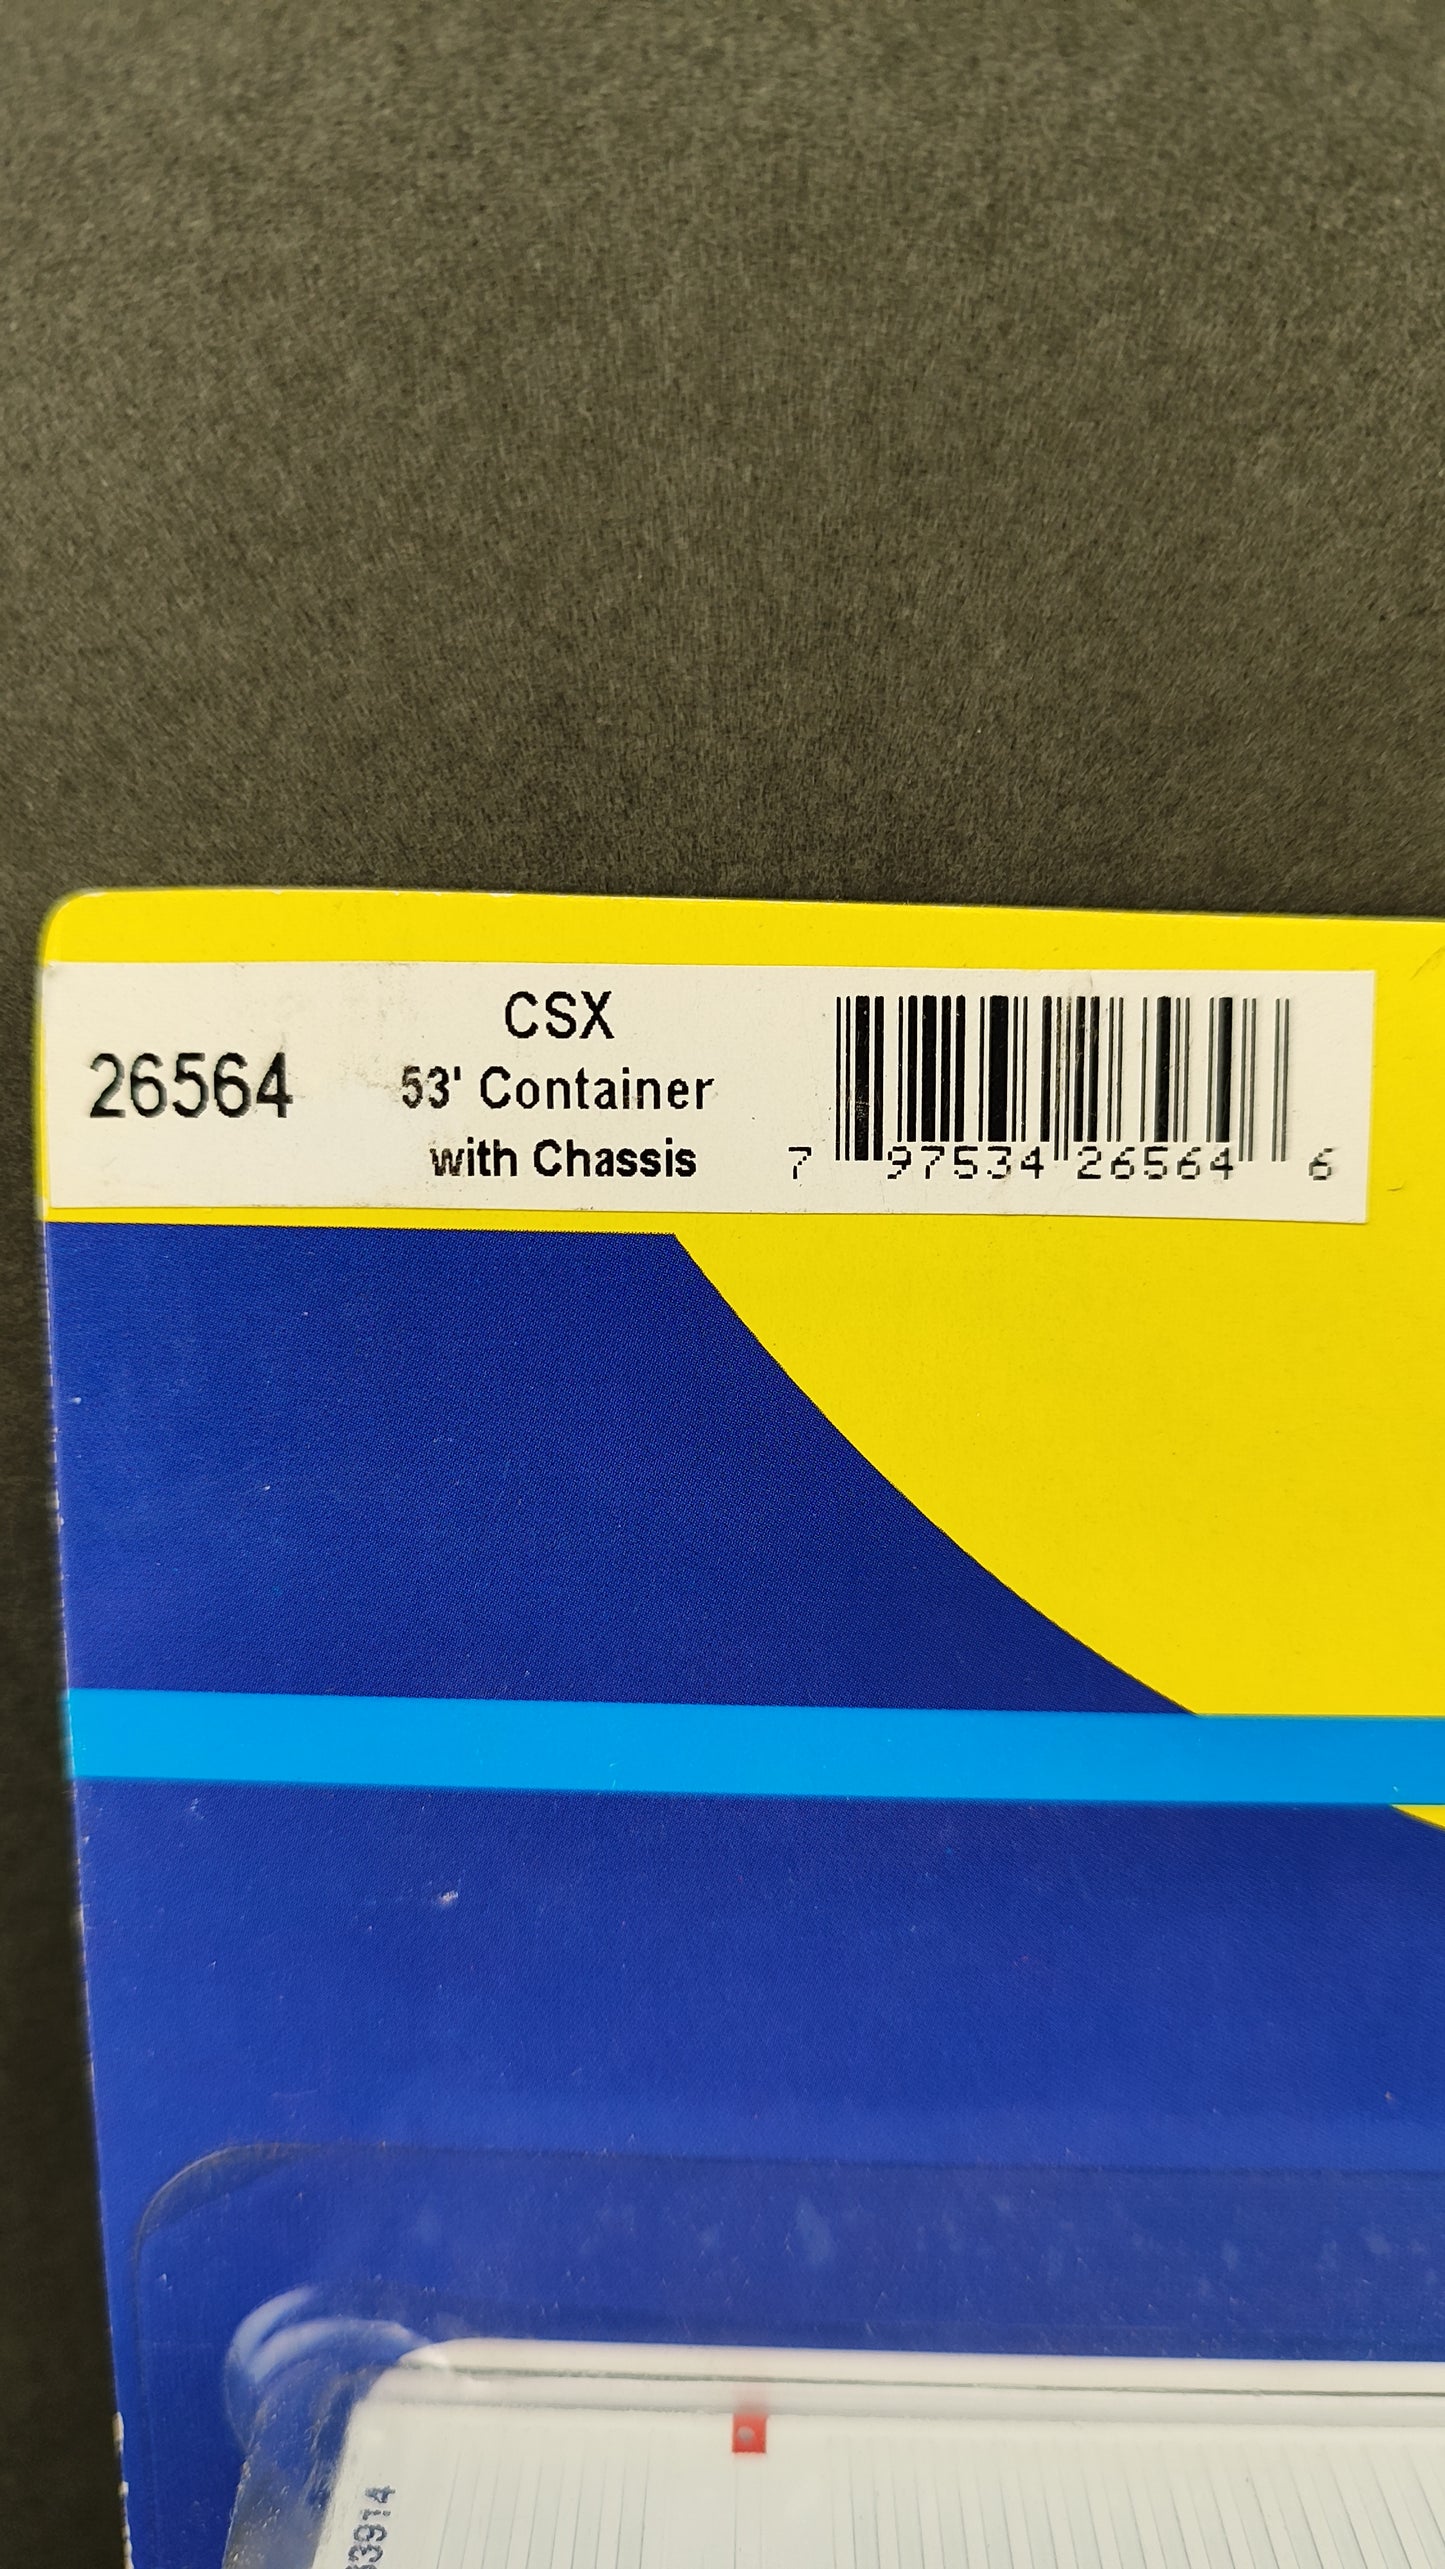 26564
CSX
53' Container
with Chassis
7 97534 26564 6